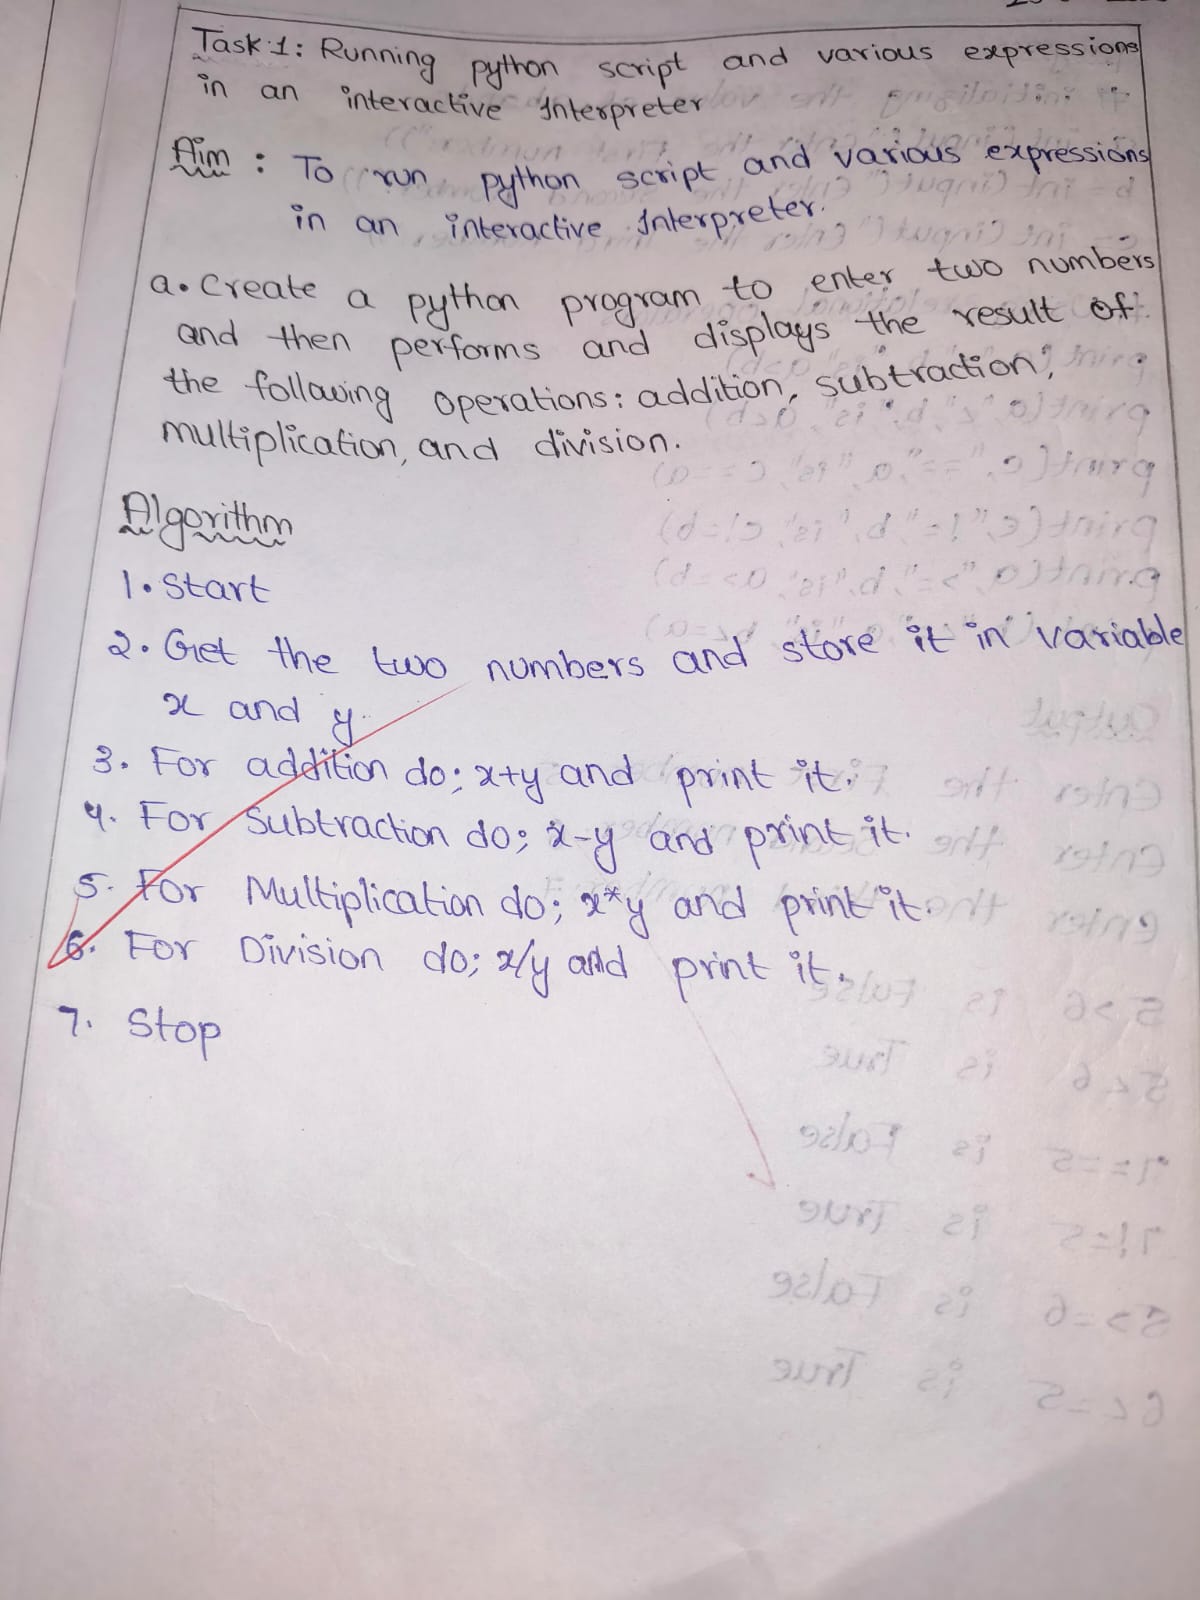 Task:1: Running python script and various expressions
in an interactive Interpreter
Aim : To run python script and various expressions
in an interactive Interpreter.
a. Create a python program to enter two numbers
and then performs and displays the result of
the following operations: addition, subtraction,
multiplication, and division.
Algorithm
1. Start
2. Get the two numbers and store it in variable
x and y.
3. For addition do; x+y and print it.
4. For Subtraction do; x-y and print it.
5. For Multiplication do; x*y and print it.
6. For Division do; x/y and print it.
7. Stop